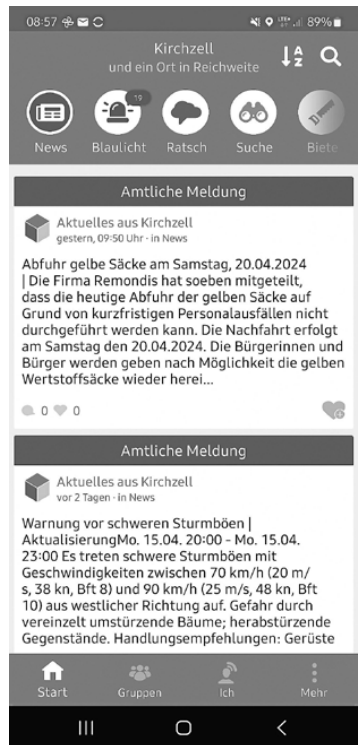 08:57
89%
Kirchzell
und ein Ort in Reichweite
A
Z
19
News Blaulicht Ratsch Suche Biete
Amtliche Meldung
Aktuelles aus Kirchzell
gestern, 09:50 Uhr · in News
Abfuhr gelbe Säcke am Samstag, 20.04.2024
| Die Firma Remondis hat soeben mitgeteilt,
dass die heutige Abfuhr der gelben Säcke auf
Grund von kurzfristigen Personalausfällen nicht
durchgeführt werden kann. Die Nachfahrt erfolgt
am Samstag den 20.04.2024. Die Bürgerinnen und
Bürger werden geben nach Möglichkeit die gelben
Wertstoffsäcke wieder herei...
0 0
Amtliche Meldung
Aktuelles aus Kirchzell
vor 2 Tagen · in News
Warnung vor schweren Sturmböen |
AktualisierungMo. 15.04. 20:00 - Mo. 15.04.
23:00 Es treten schwere Sturmböen mit
Geschwindigkeiten zwischen 70 km/h (20 m/
s, 38 kn, Bft 8) und 90 km/h (25 m/s, 48 kn, Bft
10) aus westlicher Richtung auf. Gefahr durch
vereinzelt umstürzende Bäume; herabstürzende
Gegenstände. Handlungsempfehlungen: Gerüste
Start Gruppen Ich Mehr